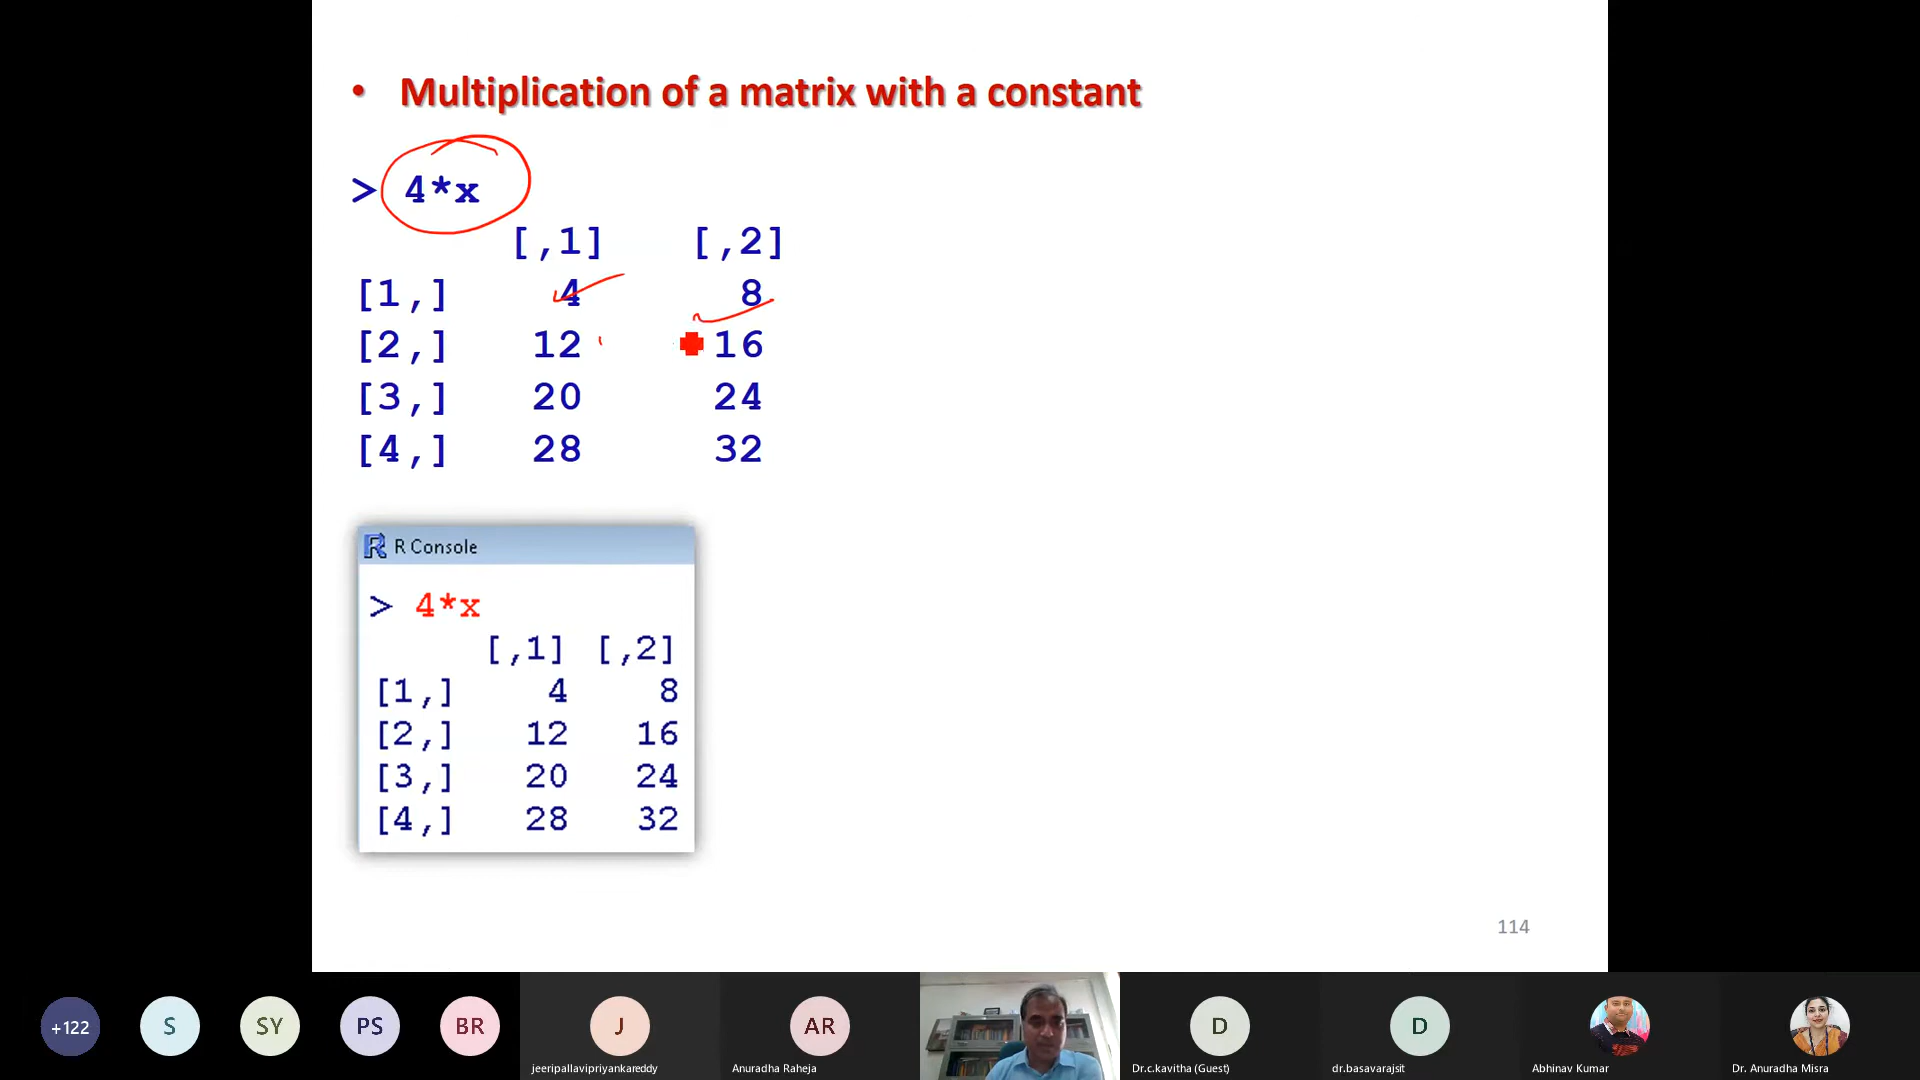 • Multiplication of a matrix with a constant
> 4*x
[,1] [,2]
[1,] 4 8
[2,] 12 16
[3,] 20 24
[4,] 28 32
R Console
> 4*x
[,1] [,2]
[1,] 4 8
[2,] 12 16
[3,] 20 24
[4,] 28 32
114
+122 S SY PS BR J AR D D
jeeripallavipriyankareddy Anuradha Raheja Dr.c.kavitha (Guest) dr.basavarajsit Abhinav Kumar Dr. Anuradha Misra